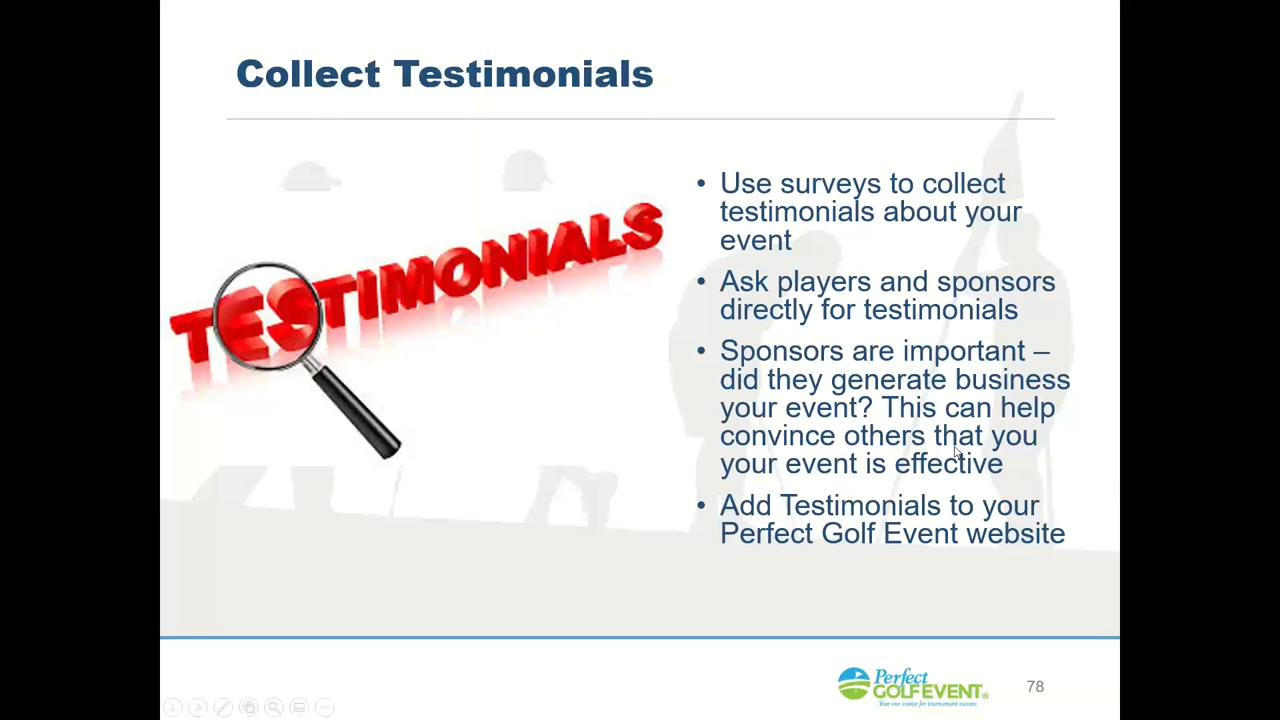 Collect Testimonials
TESTIMONIALS
• Use surveys to collect
testimonials about your
event
• Ask players and sponsors
directly for testimonials
• Sponsors are important –
did they generate business
your event? This can help
convince others that you
your event is effective
• Add Testimonials to your
Perfect Golf Event website
Perfect
GOLF EVENT®
Your one source for tournament success
78